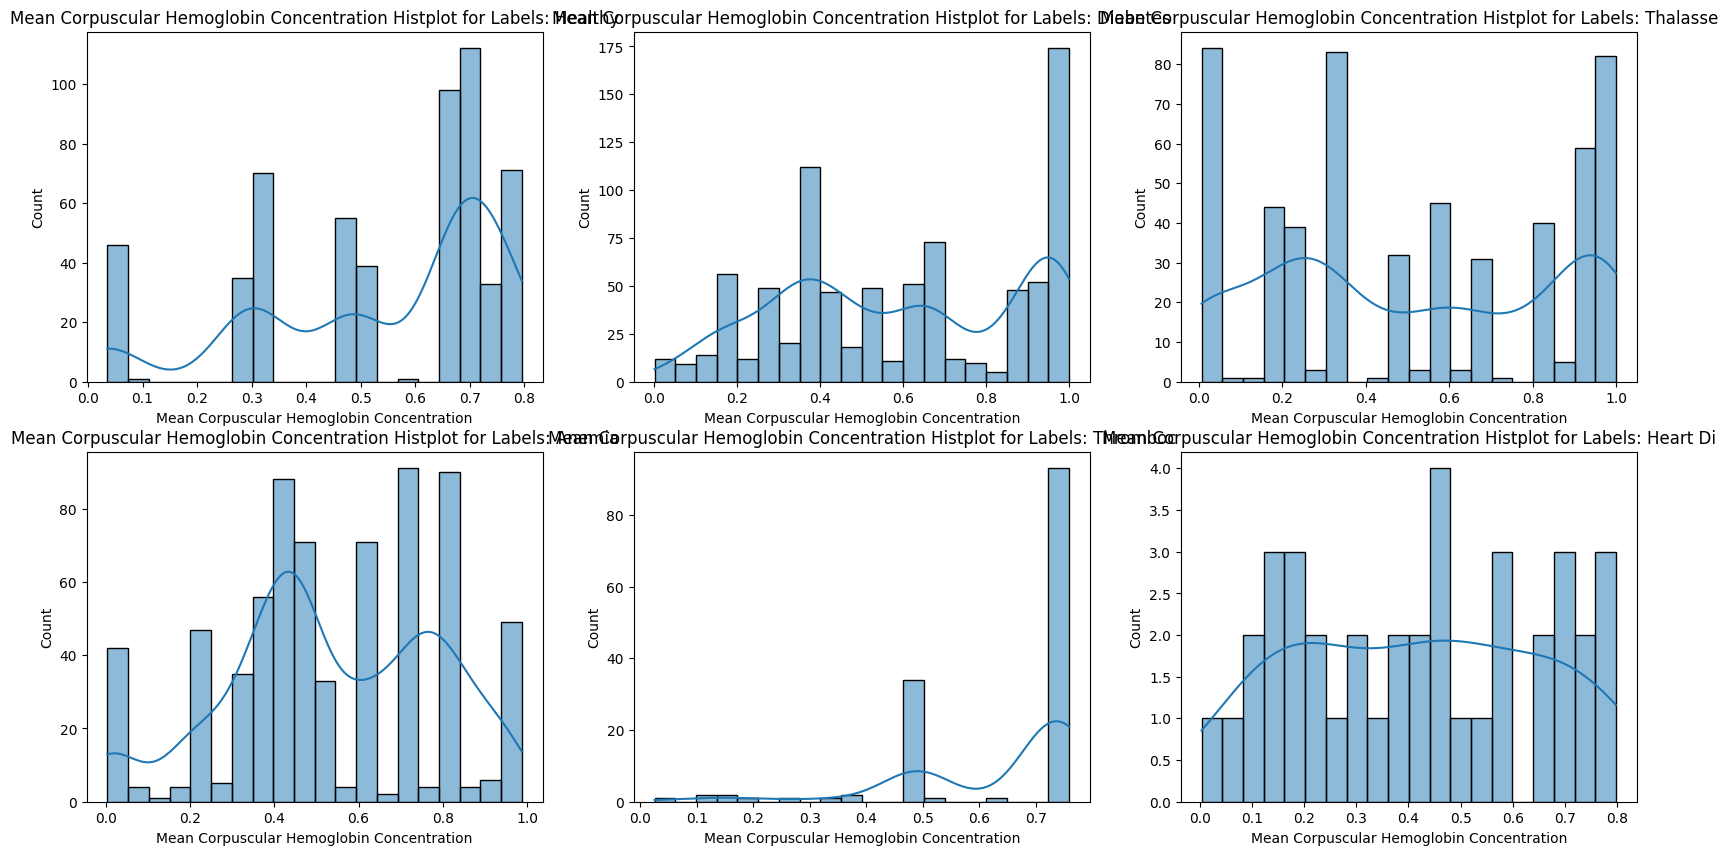 Mean Corpuscular Hemoglobin Concentration Histplot for Labels: Healthy
Count
100
80
60
40
20
0
0.0 0.1 0.2 0.3 0.4 0.5 0.6 0.7 0.8
Mean Corpuscular Hemoglobin Concentration
Mean Corpuscular Hemoglobin Concentration Histplot for Labels: Diabetes
Count
175
150
125
100
75
50
25
0
0.0 0.2 0.4 0.6 0.8 1.0
Mean Corpuscular Hemoglobin Concentration
Mean Corpuscular Hemoglobin Concentration Histplot for Labels: Thalasse
Count
80
70
60
50
40
30
20
10
0
0.0 0.2 0.4 0.6 0.8 1.0
Mean Corpuscular Hemoglobin Concentration
Mean Corpuscular Hemoglobin Concentration Histplot for Labels: Anemia
Count
80
60
40
20
0
0.0 0.2 0.4 0.6 0.8 1.0
Mean Corpuscular Hemoglobin Concentration
Mean Corpuscular Hemoglobin Concentration Histplot for Labels: Thromboc
Count
80
60
40
20
0
0.0 0.1 0.2 0.3 0.4 0.5 0.6 0.7
Mean Corpuscular Hemoglobin Concentration
Mean Corpuscular Hemoglobin Concentration Histplot for Labels: Heart Di
Count
4.0
3.5
3.0
2.5
2.0
1.5
1.0
0.5
0.0
0.0 0.1 0.2 0.3 0.4 0.5 0.6 0.7 0.8
Mean Corpuscular Hemoglobin Concentration